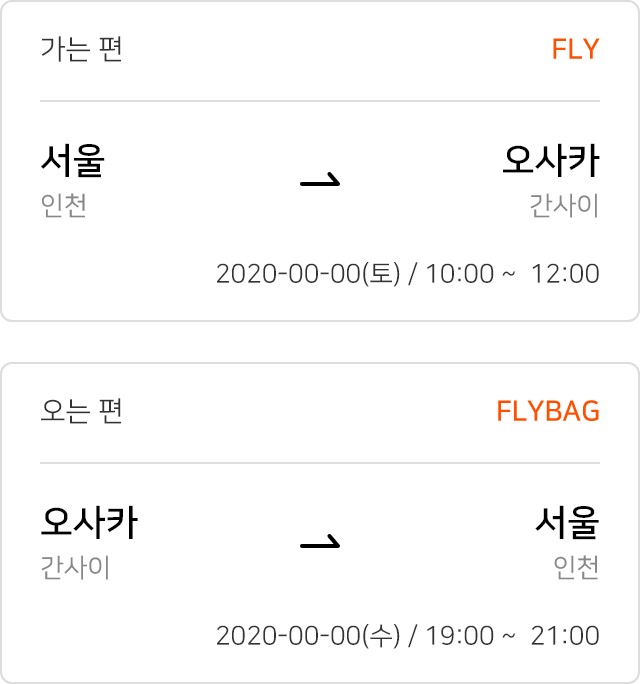 가는 편 FLY
서울 오사카
인천 간사이
2020-00-00(토) / 10:00 ~ 12:00
오는 편 FLYBAG
오사카 서울
간사이 인천
2020-00-00(수) / 19:00 ~ 21:00